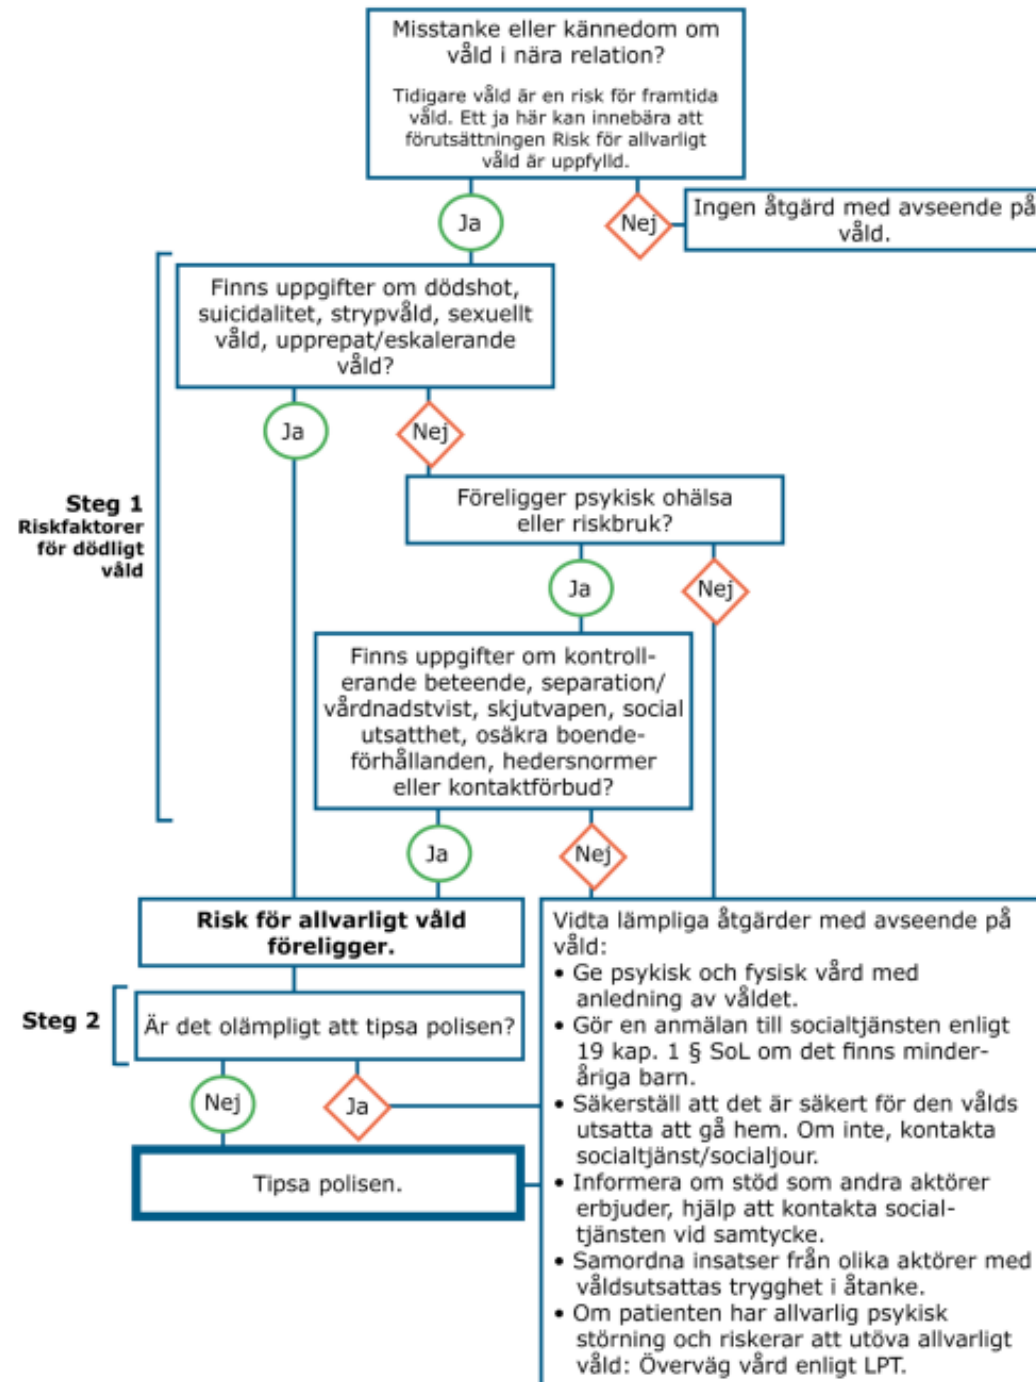 Misstanke eller kännedom om
våld i nära relation?
Tidigare våld är en risk för framtida
våld. Ett ja här kan innebära att
förutsättningen Risk för allvarligt
våld är uppfylld.
Ja
Nej
Ingen åtgärd med avseende på
våld.
Finns uppgifter om dödshot,
suicidalitet, strypvåld, sexuellt
våld, upprepat/eskalerande
våld?
Ja
Nej
Steg 1
Riskfaktorer
för dödligt
våld
Föreligger psykisk ohälsa
eller riskbruk?
Ja
Nej
Finns uppgifter om kontroll-
erande beteende, separation/
vårdnadstvist, skjutvapen, social
utsatthet, osäkra boende-
förhållanden, hedersnormer
eller kontaktförbud?
Ja
Nej
Risk för allvarligt våld
föreligger.
Steg 2
Är det olämpligt att tipsa polisen?
Nej
Ja
Tipsa polisen.
Vidta lämpliga åtgärder med avseende på
våld:
• Ge psykisk och fysisk vård med
anledning av våldet.
• Gör en anmälan till socialtjänsten enligt
19 kap. 1 § SoL om det finns minder-
åriga barn.
• Säkerställ att det är säkert för den vålds
utsatta att gå hem. Om inte, kontakta
socialtjänst/socialjour.
• Informera om stöd som andra aktörer
erbjuder, hjälp att kontakta social-
tjänsten vid samtycke.
• Samordna insatser från olika aktörer med
våldsutsattas trygghet i åtanke.
• Om patienten har allvarlig psykisk
störning och riskerar att utöva allvarligt
våld: Överväg vård enligt LPT.